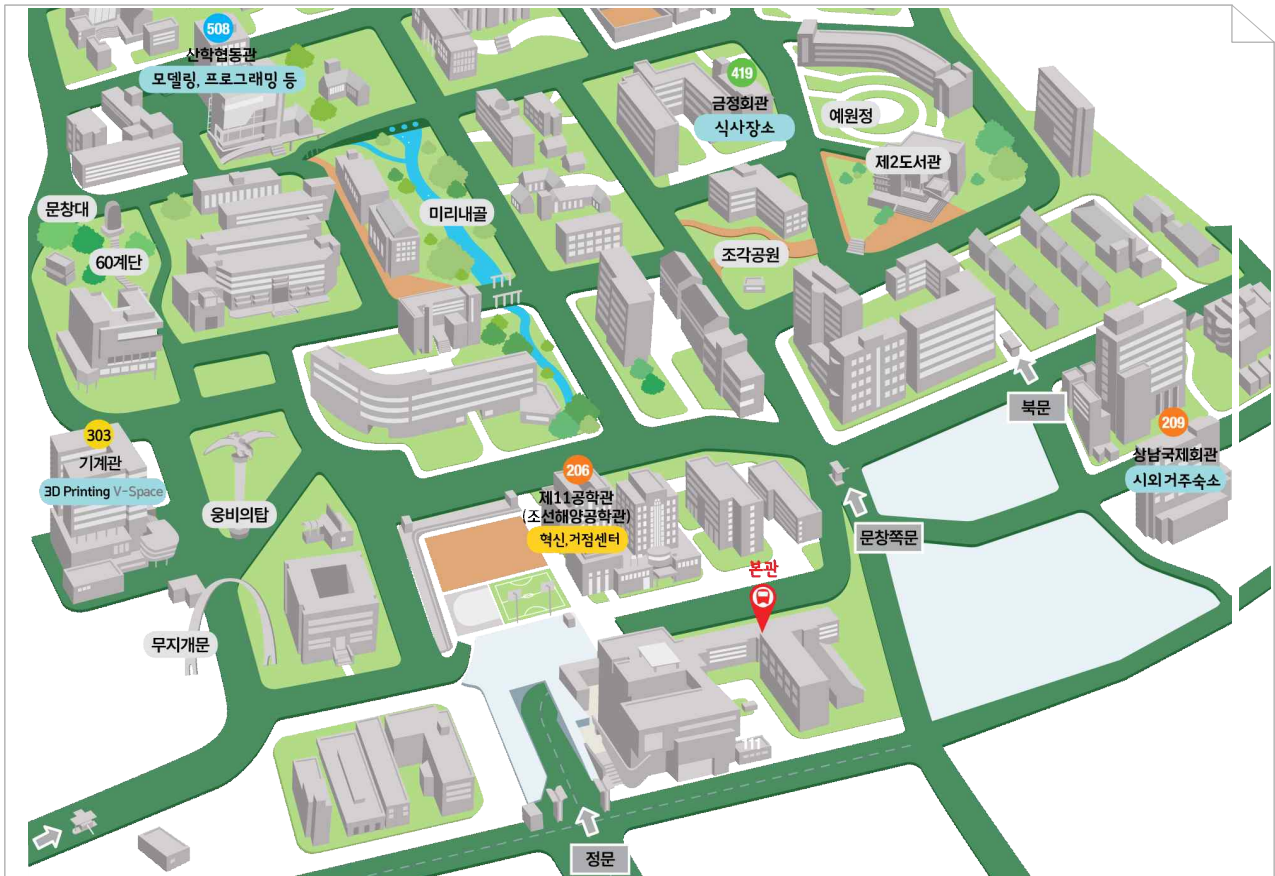 508
산학협동관
모델링, 프로그래밍 등
419
금정회관
식사장소
예원정
제2도서관
문창대
미리내골
60계단
조각공원
북문
303
기계관
3D Printing V-Space
209
상남국제회관
시외거주숙소
206
제11공학관
(조선해양공학관)
혁신,거점센터
웅비의탑
문창쪽문
본관
무지개문
111
정문